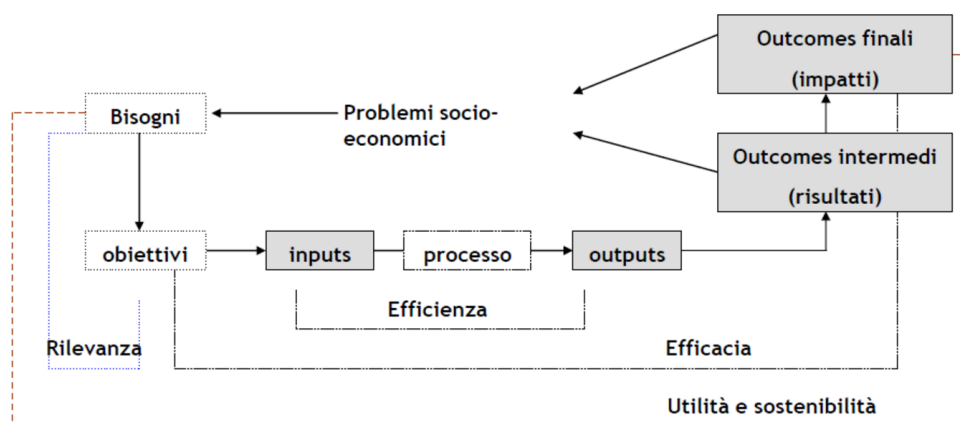 Outcomes finali
(impatti)
Bisogni
Problemi socio-
economici
Outcomes intermedi
(risultati)
obiettivi
inputs
processo
outputs
Efficienza
Rilevanza
Efficacia
Utilità e sostenibilità